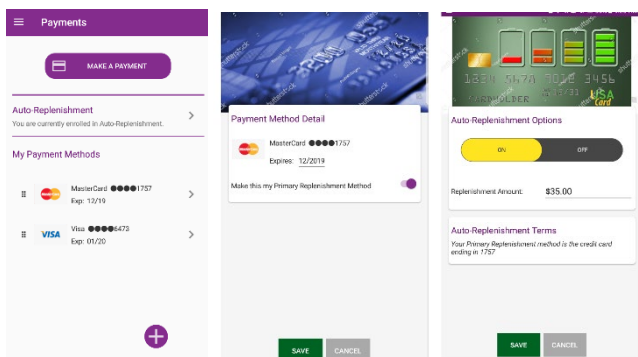 Payments
MAKE A PAYMENT
Auto-Replenishment
You are currently enrolled in Auto-Replenishment.
My Payment Methods
MasterCard ●●●●1757
Exp: 12/19
VISA
Visa ●●●●6473
Exp: 01/20
shutterstock
Payment Method Detail
MasterCard ●●●●1757
Expires: 12/2019
Make this my Primary Replenishment Method
SAVE
CANCEL
1234 5678 9012 3456
CARDHOLDER
Card
Auto-Replenishment Options
ON
OFF
Replenishment Amount:
$35.00
Auto-Replenishment Terms
Your Primary Replenishment method is the credit card
ending in 1757
SAVE
CANCEL